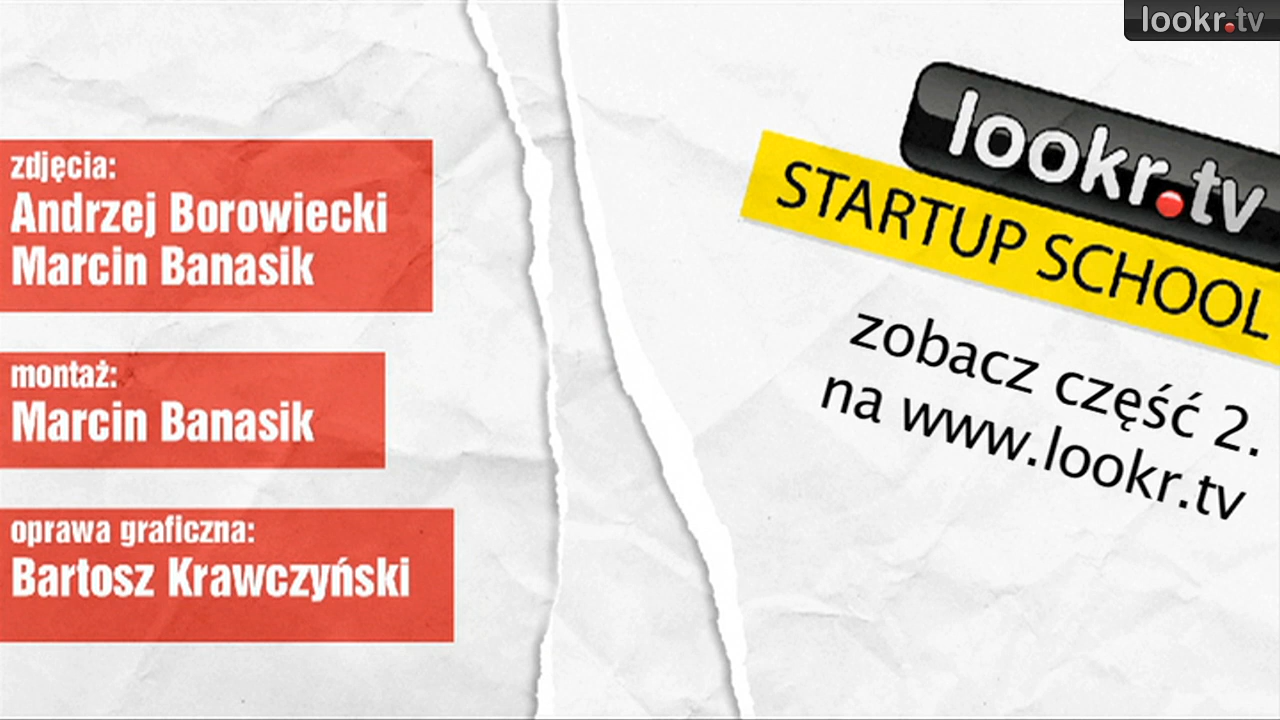 lookr.tv
zdjęcia:
Andrzej Borowiecki
Marcin Banasik
montaż:
Marcin Banasik
oprawa graficzna:
Bartosz Krawczyński
lookr.tv
STARTUP SCHOOL
zobacz część 2.
na www.lookr.tv